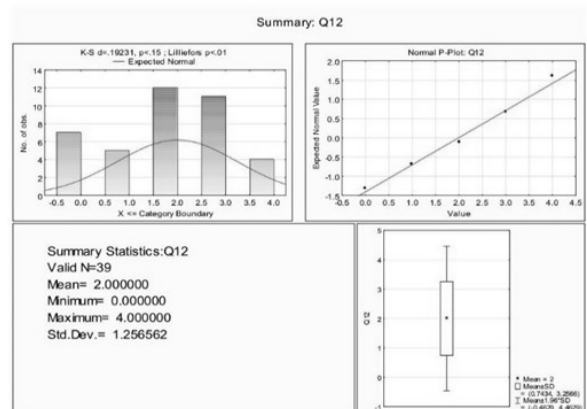 Summary: Q12
K-S d=.19231, p<.15 ; Lilliefors p<.01
Expected Normal
14
12
10
8
6
4
2
0
No. of obs.
-0.5 0.0 0.5 1.0 1.5 2.0 2.5 3.0 3.5 4.0
X <= Category Boundary
Normal P-Plot: Q12
2.0
1.5
1.0
0.5
0.0
-0.5
-1.0
-1.5
Expected Normal Value
-0.5 0.0 0.5 1.0 1.5 2.0 2.5 3.0 3.5 4.0 4.5
Value
Summary Statistics:Q12
Valid N=39
Mean= 2.000000
Minimum= 0.000000
Maximum= 4.000000
Std.Dev.= 1.256562
5
4
3
2
1
0
-1
Q12
Mean = 2
Mean±SD
= (0.7434, 3.2566)
Mean±1.96*SD
= (-0.4629, 4.4629)